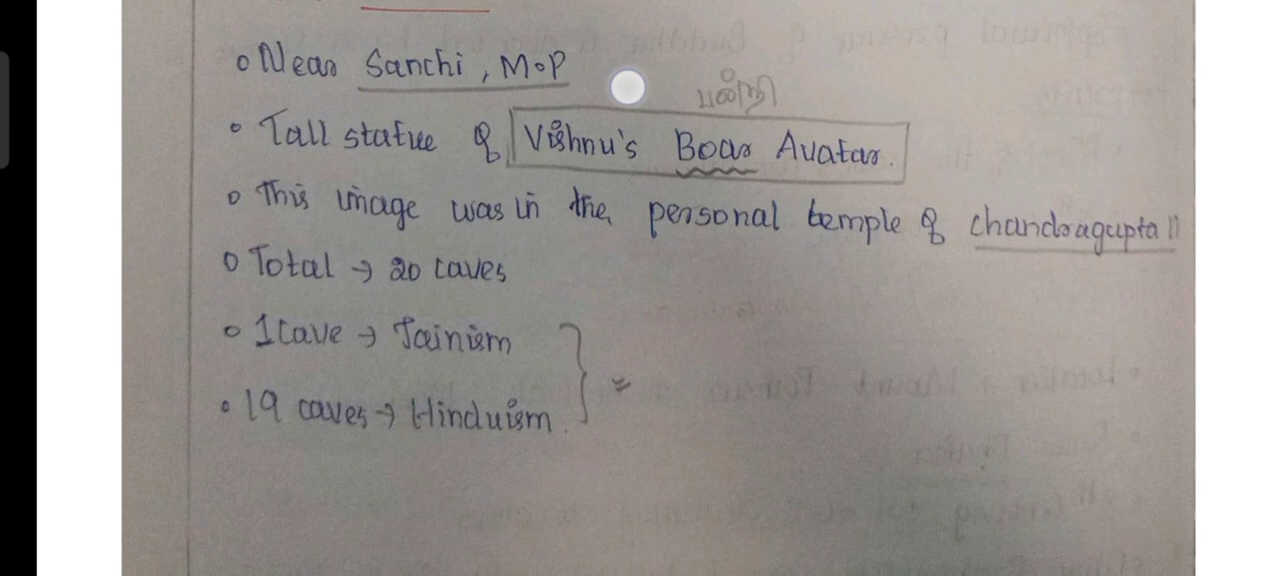 o Near Sanchi, M.P
பன்றி
o Tall statue of Vishnu's Boar Avatar.
o This image was in the personal temple of Chandragupta II
o Total → 20 caves
o 1 cave → Jainism
o 19 caves → Hinduism.